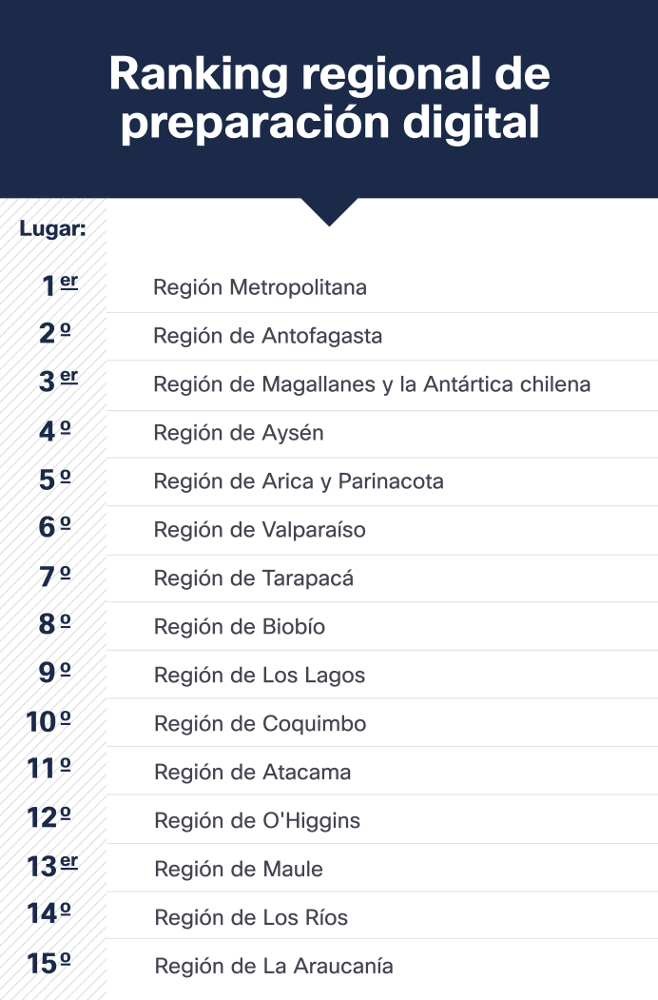 Ranking regional de
preparación digital
Lugar:
1er Región Metropolitana
2º Región de Antofagasta
3er Región de Magallanes y la Antártica chilena
4º Región de Aysén
5º Región de Arica y Parinacota
6º Región de Valparaíso
7º Región de Tarapacá
8º Región de Biobío
9º Región de Los Lagos
10º Región de Coquimbo
11º Región de Atacama
12º Región de O'Higgins
13er Región de Maule
14º Región de Los Ríos
15º Región de La Araucanía